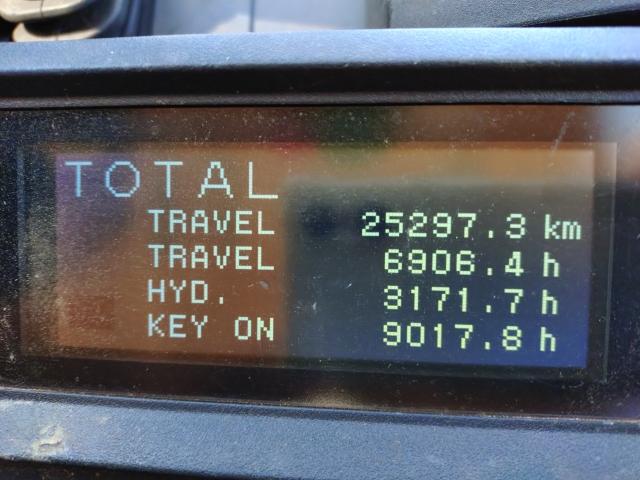 TOTAL
TRAVEL 25297.3 km
TRAVEL 6906.4 h
HYD. 3171.7 h
KEY ON 9017.8 h